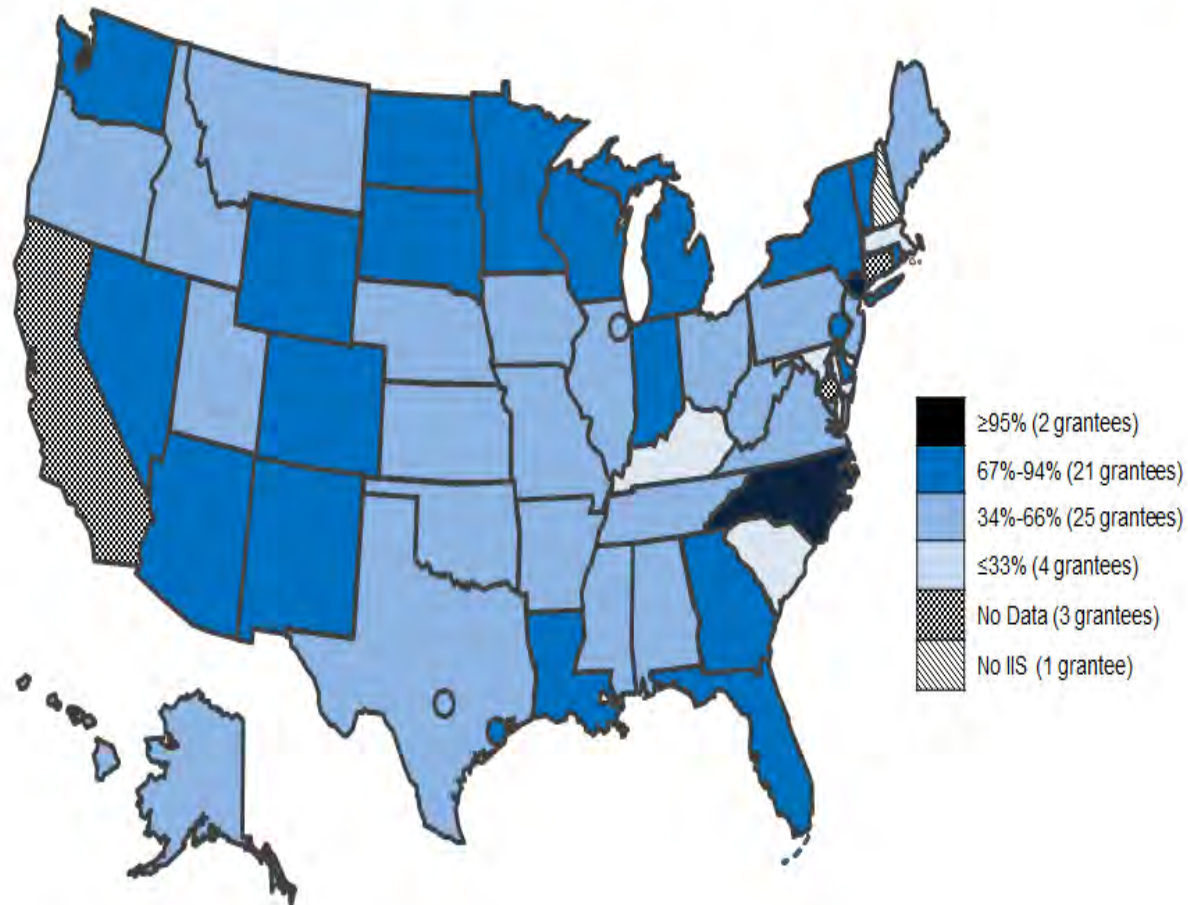 ≥95% (2 grantees)
67%-94% (21 grantees)
34%-66% (25 grantees)
≤33% (4 grantees)
No Data (3 grantees)
No IIS (1 grantee)